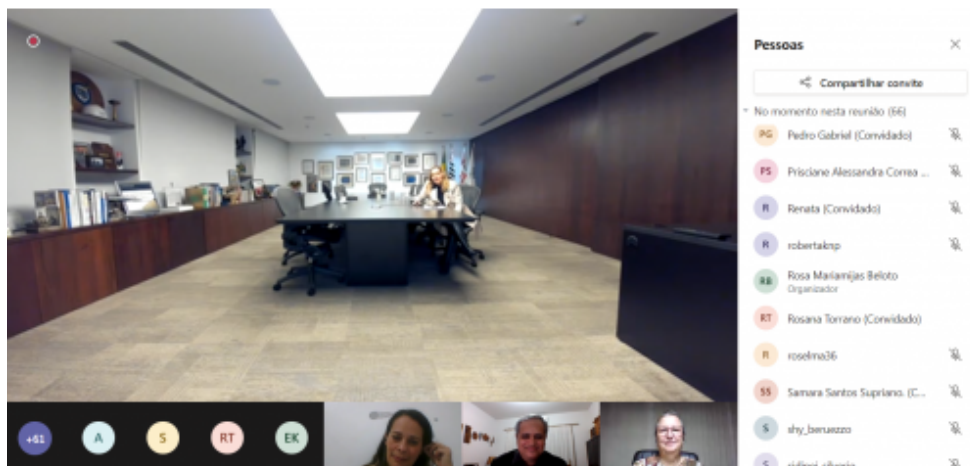 Pessoas
Compartilhar convite
No momento nesta reunião (66)
PG Pedro Gabriel (Convidado)
PS Prisciane Alessandra Correa ...
R Renata (Convidado)
R robertaknp
RB Rosa Mariamijas Beloto
Organizador
RT Rosana Torrano (Convidado)
R roselma36
SS Samara Santos Supriano. (C...
S shy_beruezzo
S
+61 A S RT EK